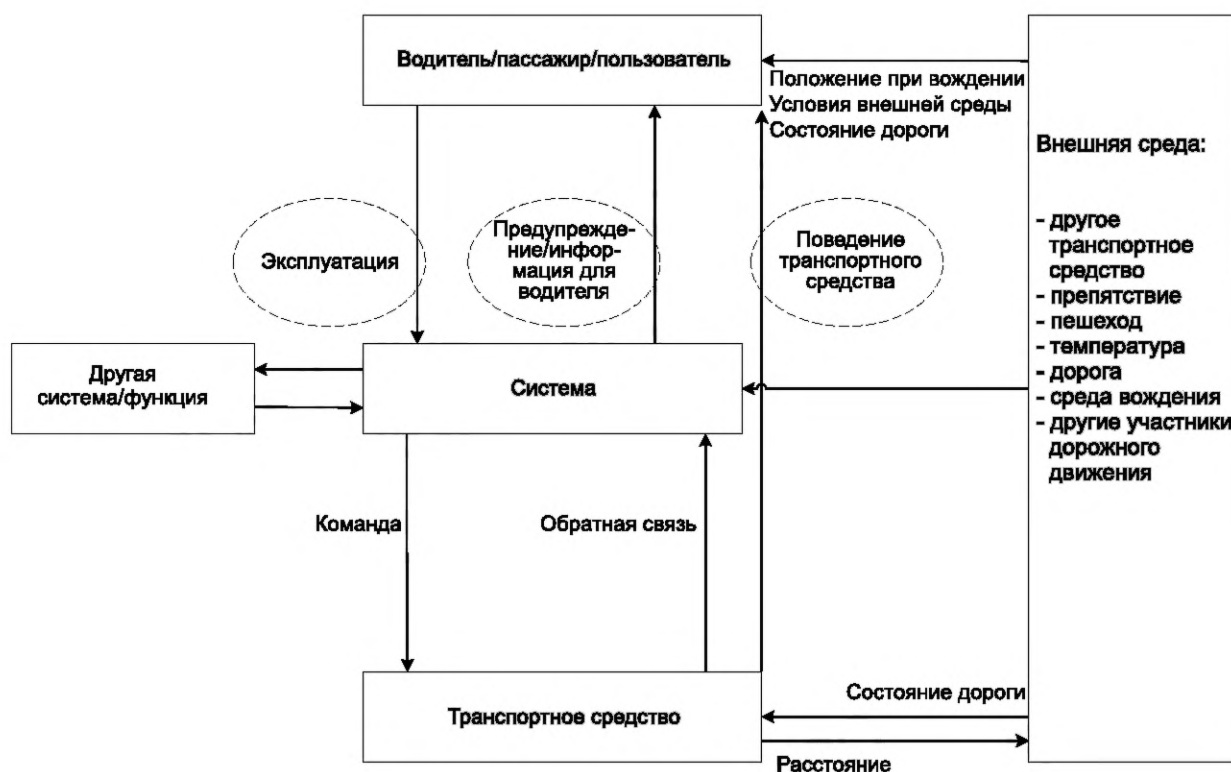 Водитель/пассажир/пользователь
Положение при вождении
Условия внешней среды
Состояние дороги
Внешняя среда:
- другое
транспортное
средство
- препятствие
- пешеход
- температура
- дорога
- среда вождения
- другие участники
дорожного
движения
Эксплуатация
Предупрежде-
ние/инфор-
мация для
водителя
Поведение
транспортного
средства
Другая
система/функция
Система
Команда
Обратная связь
Транспортное средство
Состояние дороги
Расстояние